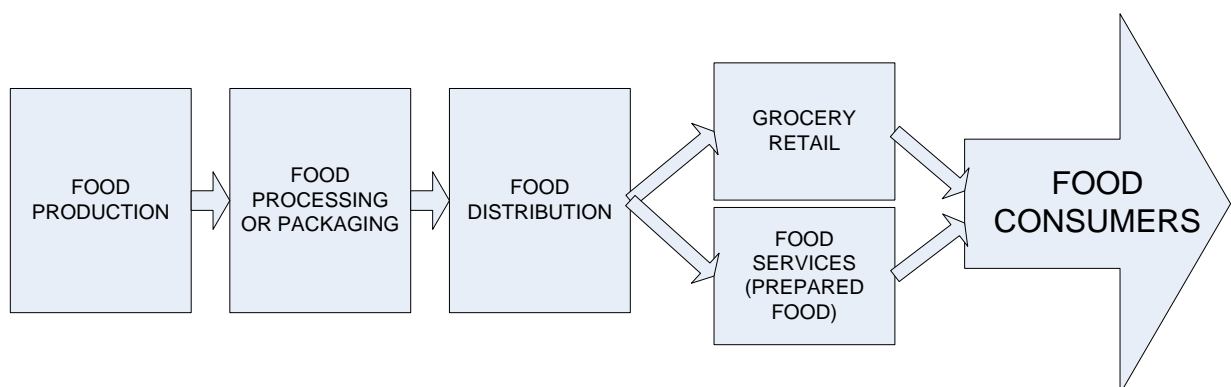 FOOD
PRODUCTION
FOOD
PROCESSING
OR PACKAGING
FOOD
DISTRIBUTION
GROCERY
RETAIL
FOOD
SERVICES
(PREPARED
FOOD)
FOOD
CONSUMERS